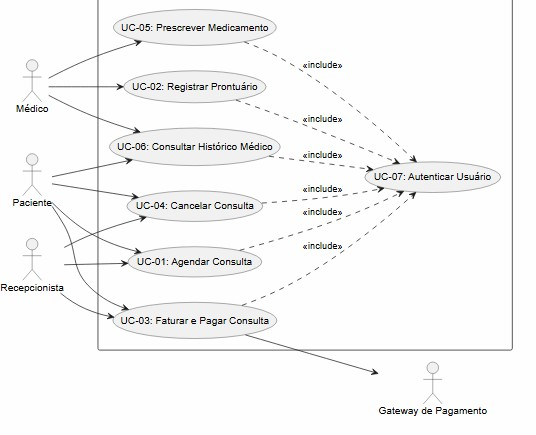 UC-05: Prescrever Medicamento
«include»
Médico
UC-02: Registrar Prontuário
«include»
UC-06: Consultar Histórico Médico
«include»
UC-07: Autenticar Usuário
Paciente
UC-04: Cancelar Consulta
«include»
«include»
Recepcionista
UC-01: Agendar Consulta
«include»
UC-03: Faturar e Pagar Consulta
Gateway de Pagamento